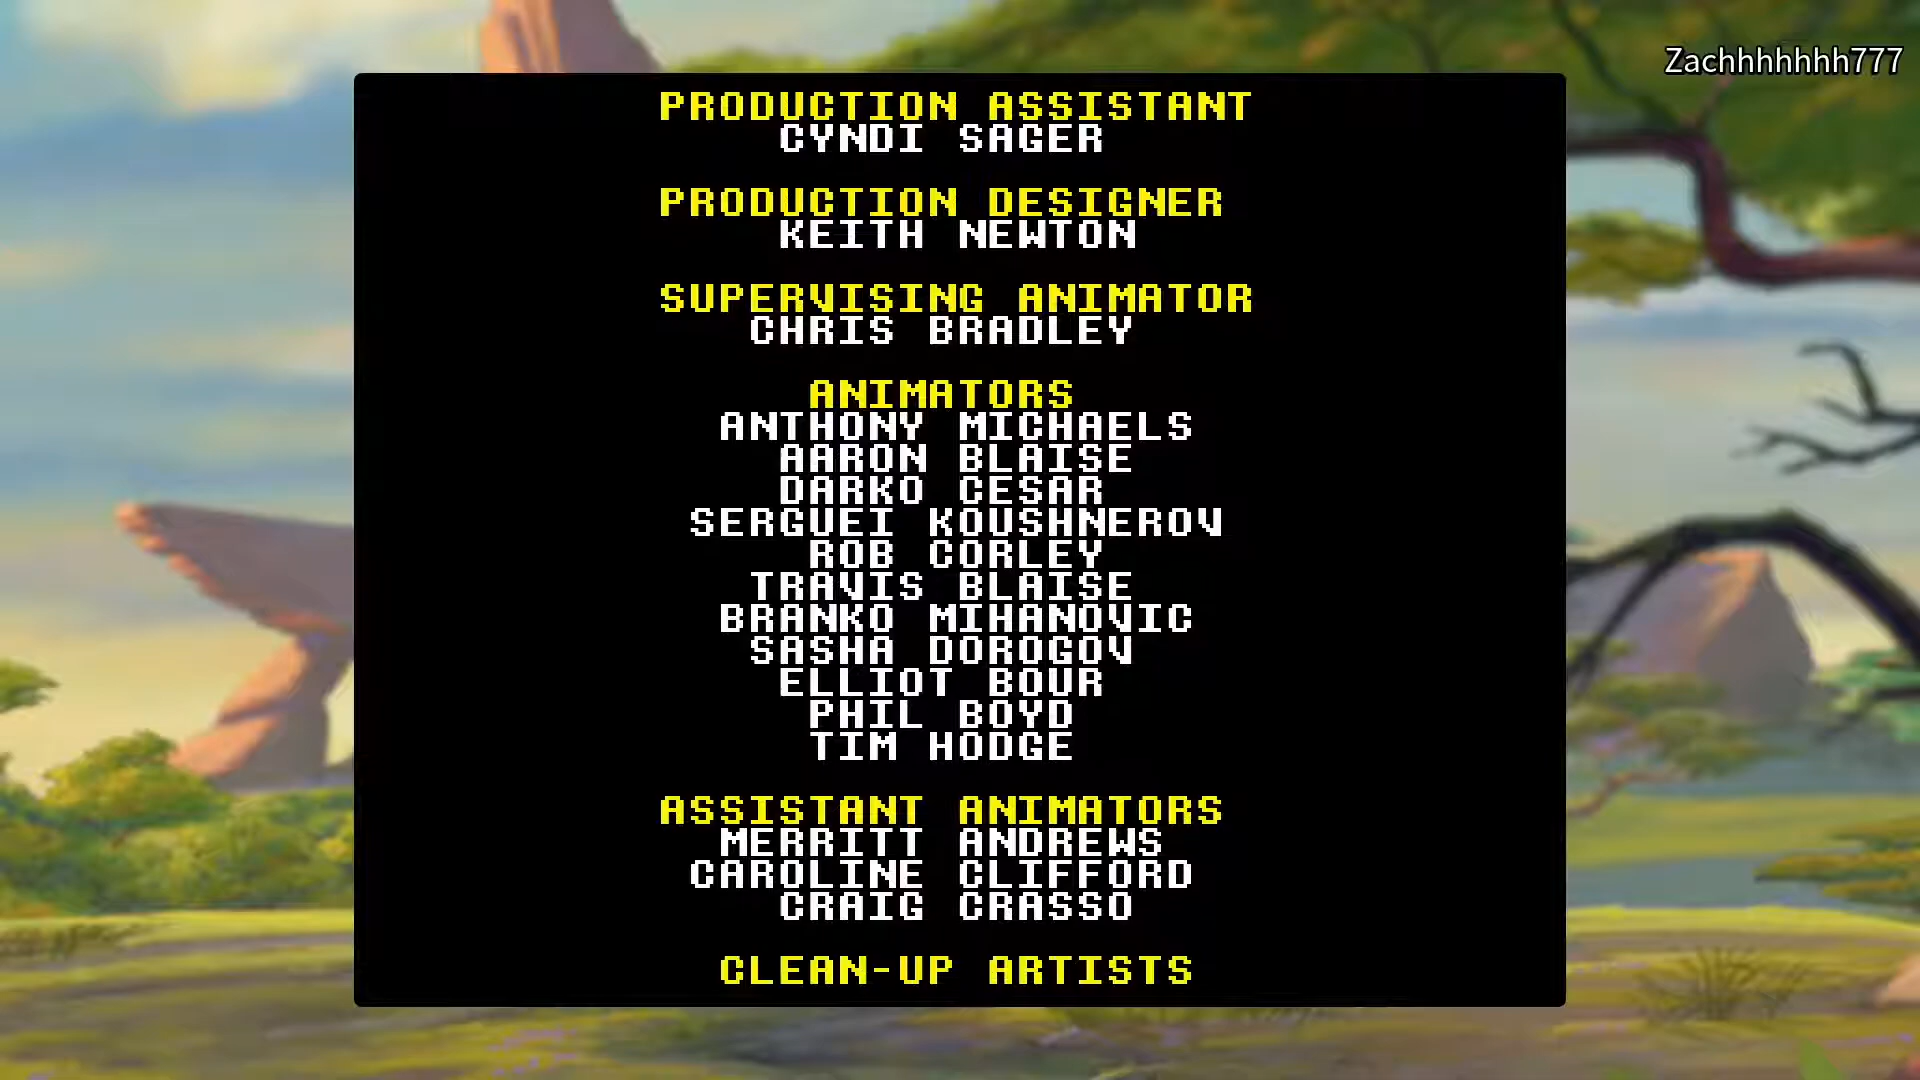 Zachhhhhhh777
PRODUCTION ASSISTANT
CYNDI SAGER
PRODUCTION DESIGNER
KEITH NEWTON
SUPERVISING ANIMATOR
CHRIS BRADLEY
ANIMATORS
ANTHONY MICHAELS
AARON BLAISE
DARKO CESAR
SERGUEI KOUSHNEROV
ROB CORLEY
TRAVIS BLAISE
BRANKO MIHANOVIC
SASHA DOROGOV
ELLIOT BOUR
PHIL BOYD
TIM HODGE
ASSISTANT ANIMATORS
MERRITT ANDREWS
CAROLINE CLIFFORD
CRAIG CRASSO
CLEAN-UP ARTISTS